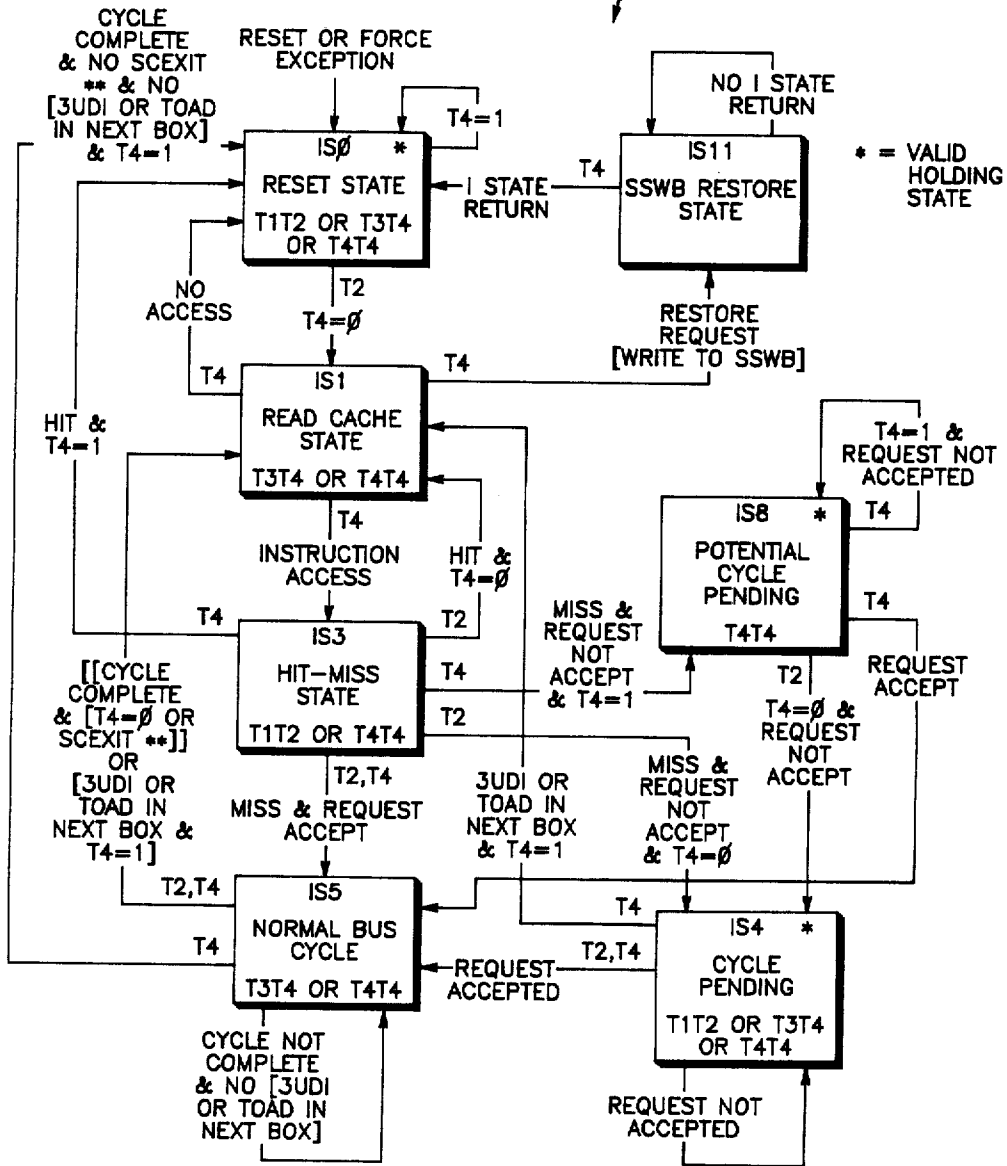 CYCLE
COMPLETE
& NO SCEXIT
** & NO
[3UDI OR TOAD
IN NEXT BOX]
& T4=1
RESET OR FORCE
EXCEPTION
T4=1
ISØ *
RESET STATE
T1T2 OR T3T4
OR T4T4
I STATE
RETURN
T4
NO I STATE
RETURN
IS11
SSWB RESTORE
STATE
* = VALID
HOLDING
STATE
NO
ACCESS
T4
T2
T4=Ø
RESTORE
REQUEST
[WRITE TO SSWB]
T4
IS1
READ CACHE
STATE
T3T4 OR T4T4
HIT &
T4=1
T4
INSTRUCTION
ACCESS
HIT &
T4=Ø
T4=1 &
REQUEST NOT
ACCEPTED
IS8 *
POTENTIAL
CYCLE
PENDING
T4T4
T4
T4
REQUEST
ACCEPT
T2
T4=Ø &
REQUEST
NOT
ACCEPT
T4
IS3
HIT-MISS
STATE
T1T2 OR T4T4
T2
T4
T2
MISS &
REQUEST
NOT
ACCEPT
& T4=1
MISS &
REQUEST
NOT
ACCEPT
& T4=Ø
[[CYCLE
COMPLETE
& [T4=Ø OR
SCEXIT **]]
OR
[3UDI OR
TOAD IN
NEXT BOX &
T4=1]
T2,T4
MISS & REQUEST
ACCEPT
3UDI OR
TOAD IN
NEXT BOX
& T4=1
T2,T4
T4
IS5
NORMAL BUS
CYCLE
T3T4 OR T4T4
T4
T2,T4
REQUEST
ACCEPTED
IS4 *
CYCLE
PENDING
T1T2 OR T3T4
OR T4T4
CYCLE NOT
COMPLETE
& NO [3UDI
OR TOAD IN
NEXT BOX]
REQUEST NOT
ACCEPTED